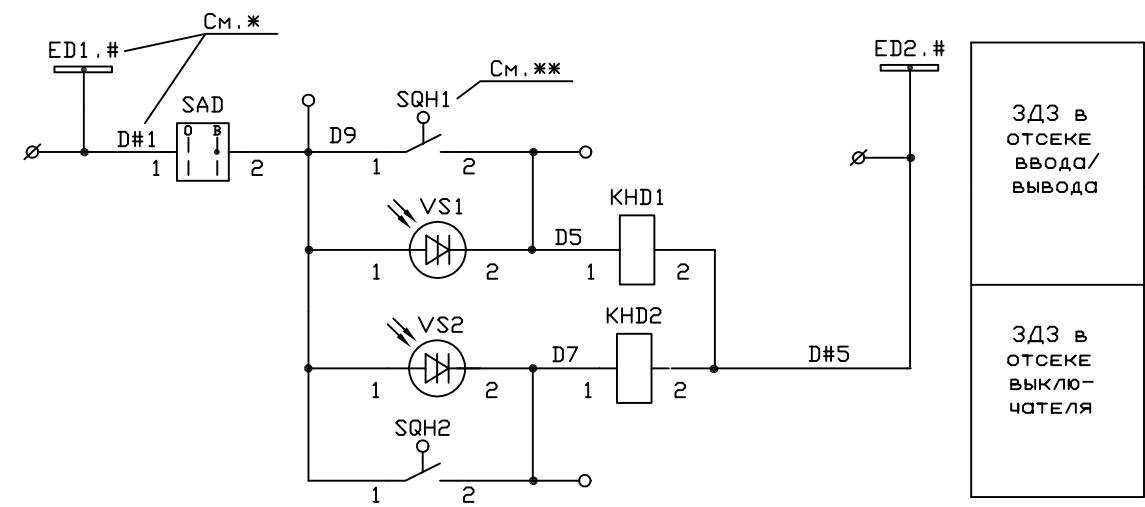 См.*
ED1.#
ED2.#
См.**
SAD
SQH1
O B
D#1
D9
1 2
1 2
ЗДЗ в
отсеке
ввода/
вывода
VS1
KHD1
D5
1 2
1 2
VS2
KHD2
D7
D#5
1 2
1 2
ЗДЗ в
отсеке
выклю-
чателя
SQH2
1 2